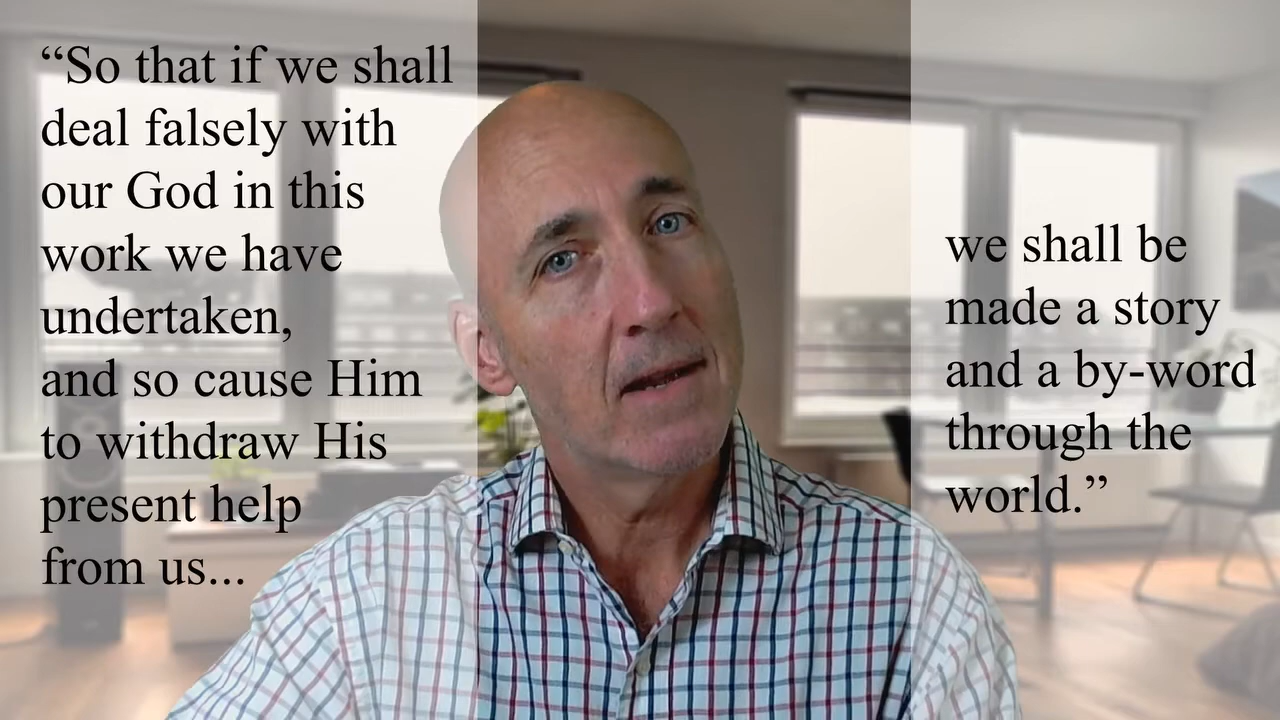 “So that if we shall
deal falsely with
our God in this
work we have
undertaken,
and so cause Him
to withdraw His
present help
from us...
we shall be
made a story
and a by-word
through the
world.”